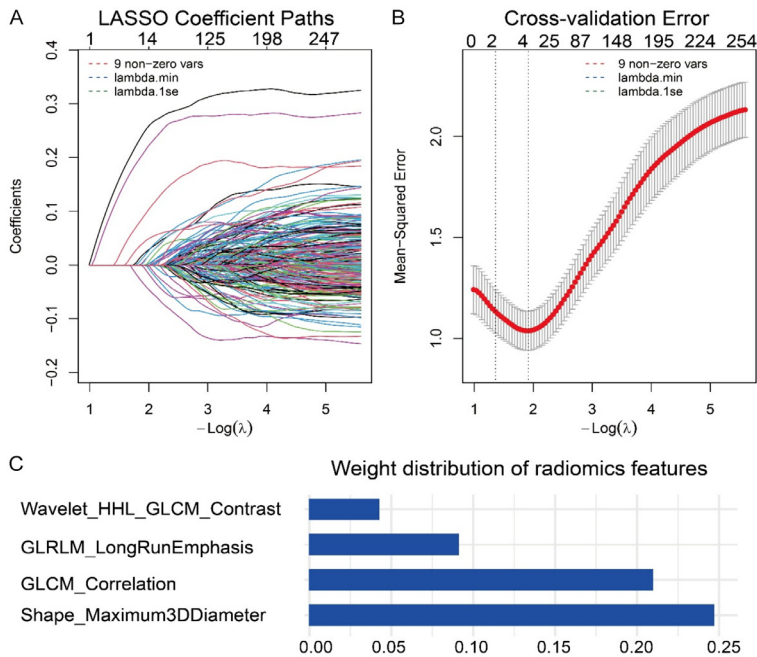 A LASSO Coefficient Paths
1 14 125 198 247
9 non-zero vars
lambda.min
lambda.1se
0.4
0.3
0.2
0.1
0.0
-0.1
-0.2
Coefficients
1 2 3 4 5
-Log(λ)
B Cross-validation Error
0 2 4 25 87 148 195 224 254
9 non-zero vars
lambda.min
lambda.1se
2.0
1.5
1.0
Mean-Squared Error
1 2 3 4 5
-Log(λ)
C Weight distribution of radiomics features
Wavelet_HHL_GLCM_Contrast
GLRLM_LongRunEmphasis
GLCM_Correlation
Shape_Maximum3DDiameter
0.00 0.05 0.10 0.15 0.20 0.25